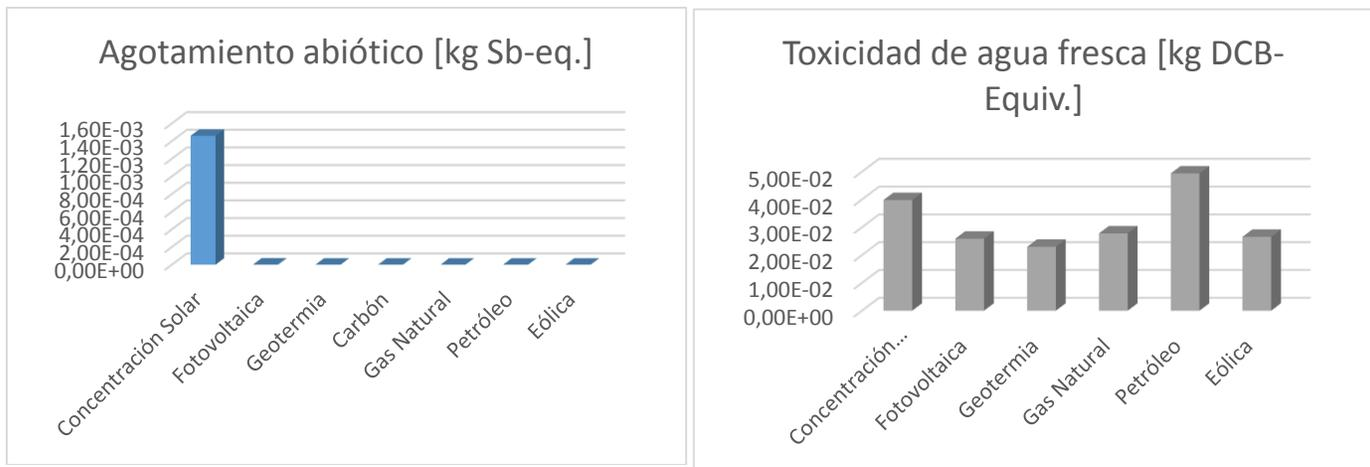 Agotamiento abiótico [kg Sb-eq.]
1,60E-03
1,40E-03
1,20E-03
1,00E-03
8,00E-04
6,00E-04
4,00E-04
2,00E-04
0,00E+00
Concentración Solar
Fotovoltaica
Geotermia
Carbón
Gas Natural
Petróleo
Eólica
Toxicidad de agua fresca [kg DCB-
Equiv.]
5,00E-02
4,00E-02
3,00E-02
2,00E-02
1,00E-02
0,00E+00
Concentración...
Fotovoltaica
Geotermia
Gas Natural
Petróleo
Eólica